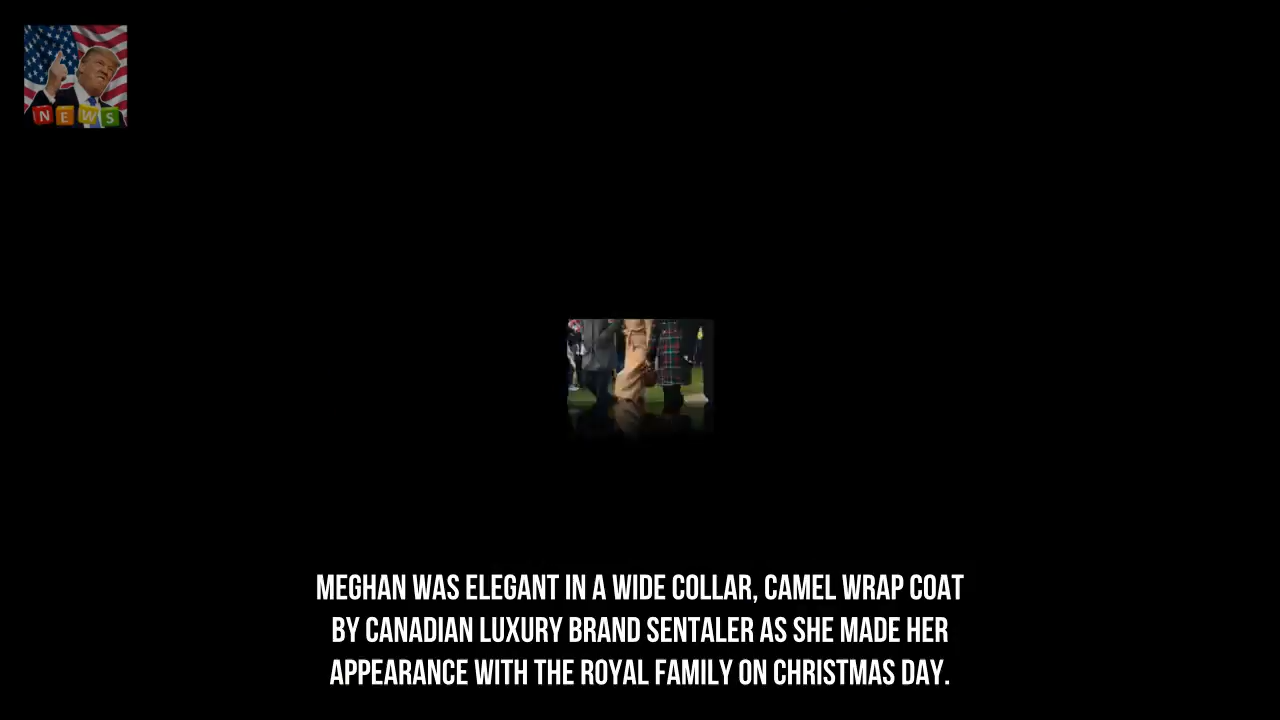 NEWS
MEGHAN WAS ELEGANT IN A WIDE COLLAR, CAMEL WRAP COAT
BY CANADIAN LUXURY BRAND SENTALER AS SHE MADE HER
APPEARANCE WITH THE ROYAL FAMILY ON CHRISTMAS DAY.